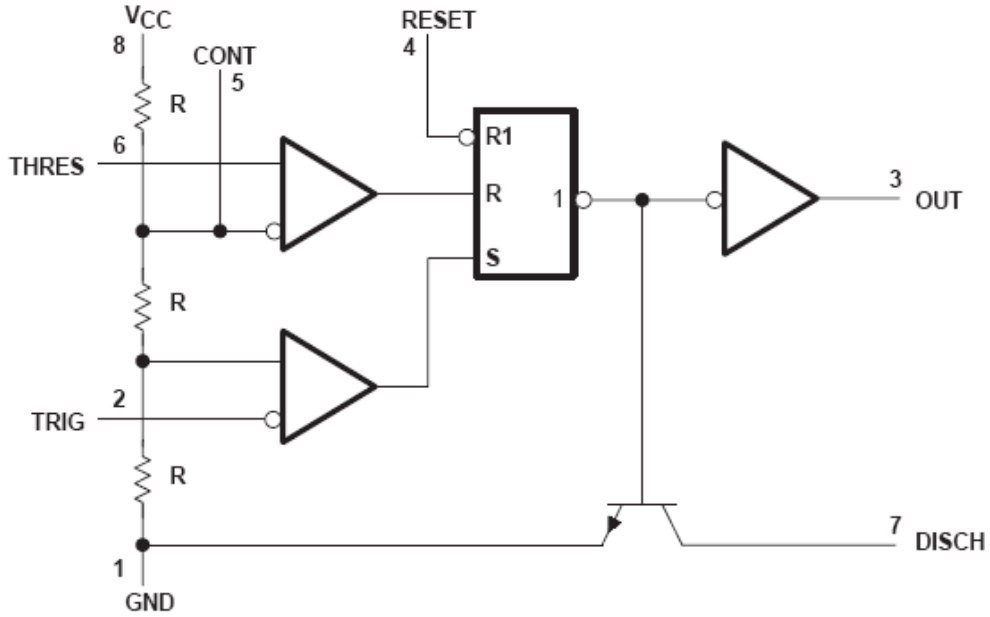 VCC
8
CONT
5
RESET
4
R
6
THRES
R1
R
1
3
OUT
S
R
2
TRIG
R
7
DISCH
1
GND